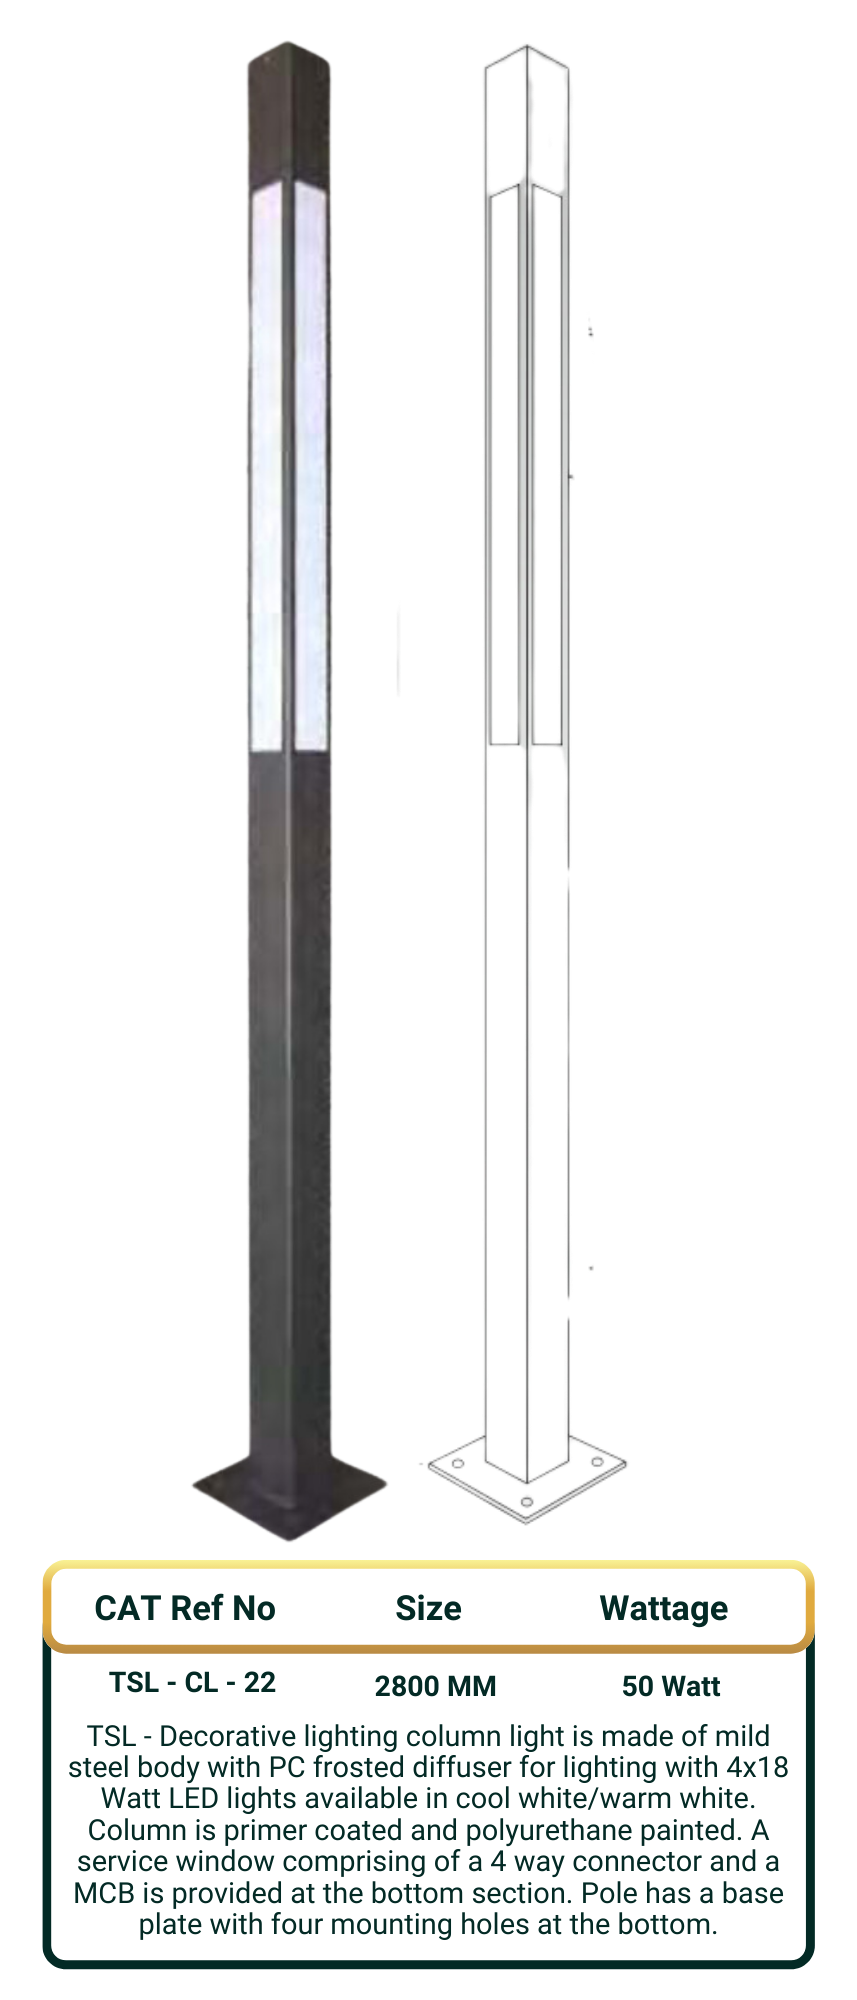 CAT Ref No Size Wattage
TSL - CL - 22 2800 MM 50 Watt
TSL - Decorative lighting column light is made of mild
steel body with PC frosted diffuser for lighting with 4x18
Watt LED lights available in cool white/warm white.
Column is primer coated and polyurethane painted. A
service window comprising of a 4 way connector and a
MCB is provided at the bottom section. Pole has a base
plate with four mounting holes at the bottom.